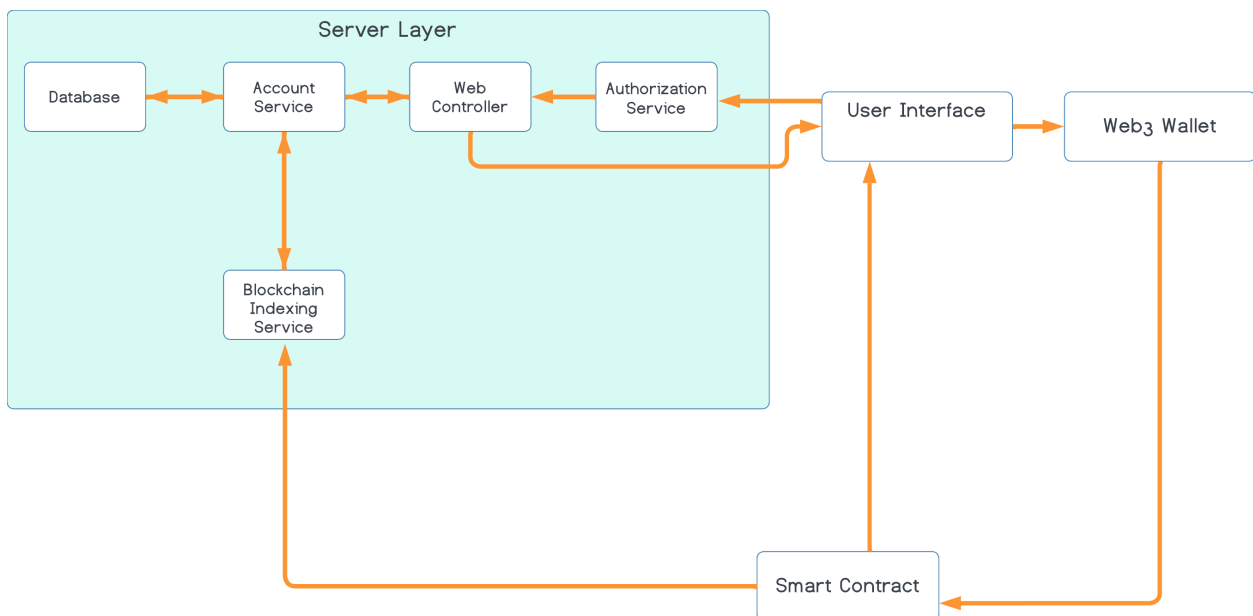 Server Layer
Database
Account
Service
Web
Controller
Authorization
Service
User Interface
Web3 Wallet
Blockchain
Indexing
Service
Smart Contract